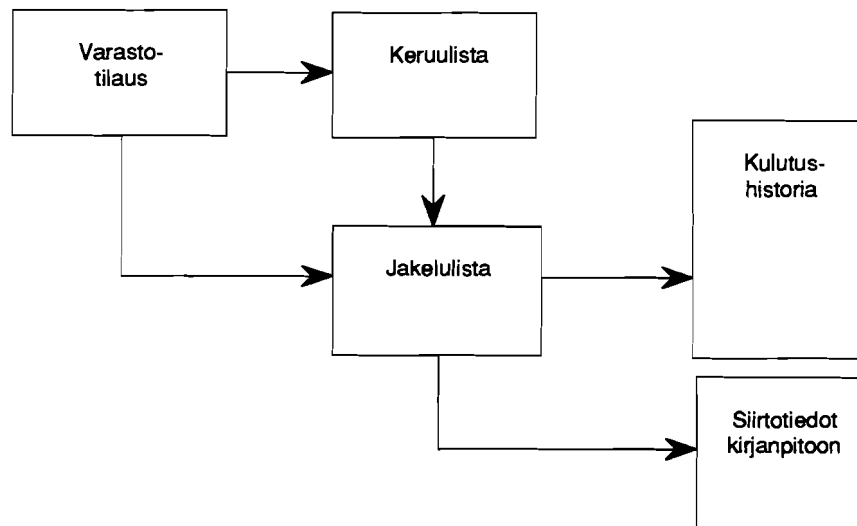 Varasto-
tilaus
Keruulista
Kulutus-
historia
Jakelulista
Siirtotiedot
kirjanpitoon